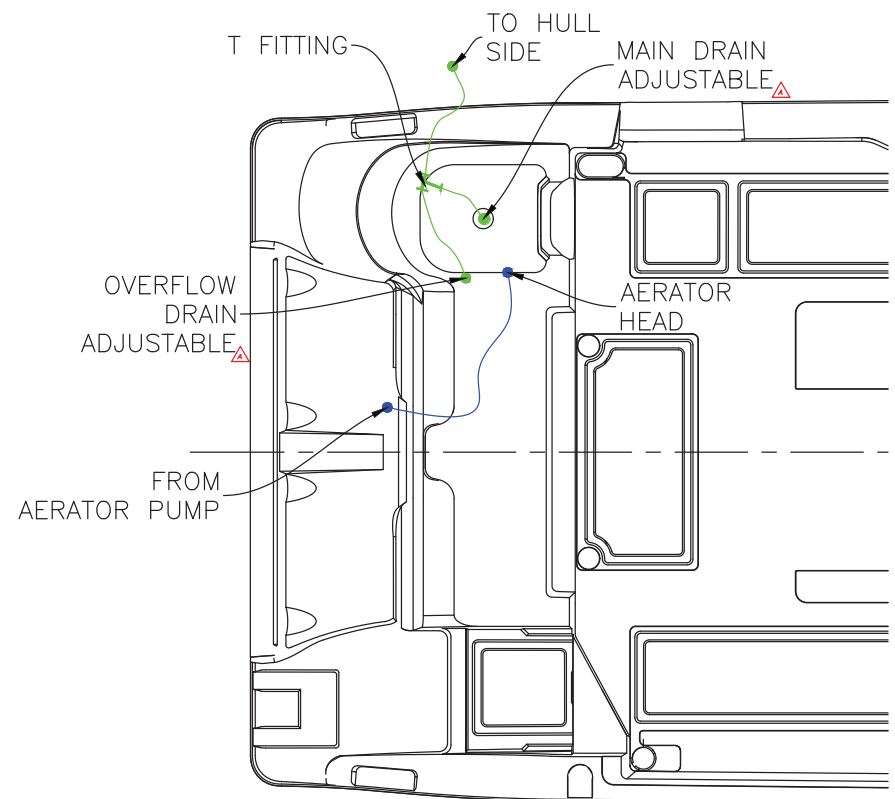 TO HULL
SIDE
T FITTING
MAIN DRAIN
ADJUSTABLE
A
OVERFLOW
DRAIN
ADJUSTABLE
A
AERATOR
HEAD
FROM
AERATOR PUMP